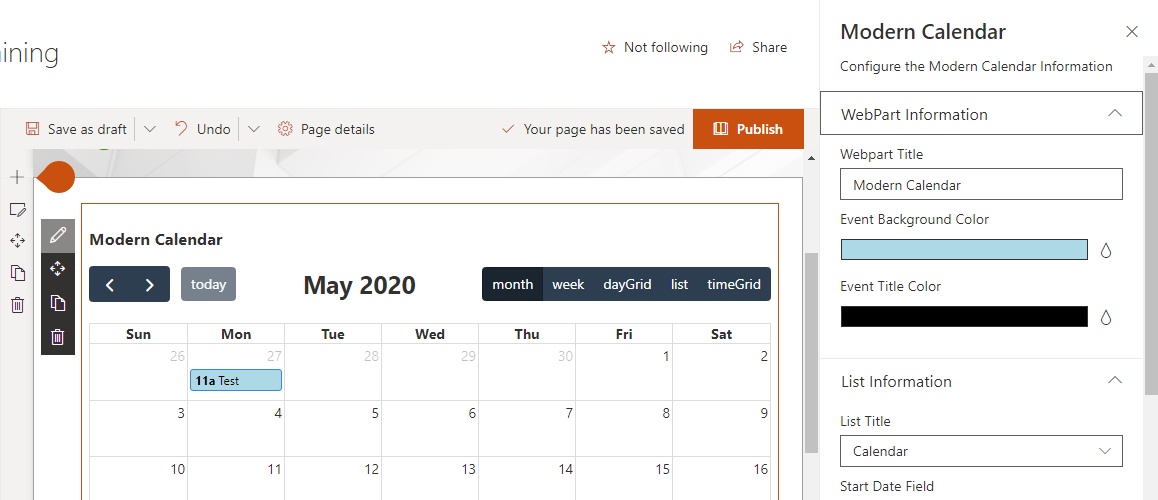 ining
Not following
Share
Save as draft
Undo
Page details
Your page has been saved
Publish
Modern Calendar
today
May 2020
month week dayGrid list timeGrid
Sun Mon Tue Wed Thu Fri Sat
26 27 28 29 30 1 2
11a Test
3 4 5 6 7 8 9
10 11 12 13 14 15 16
Modern Calendar
Configure the Modern Calendar Information
WebPart Information
Webpart Title
Modern Calendar
Event Background Color
Event Title Color
List Information
List Title
Calendar
Start Date Field